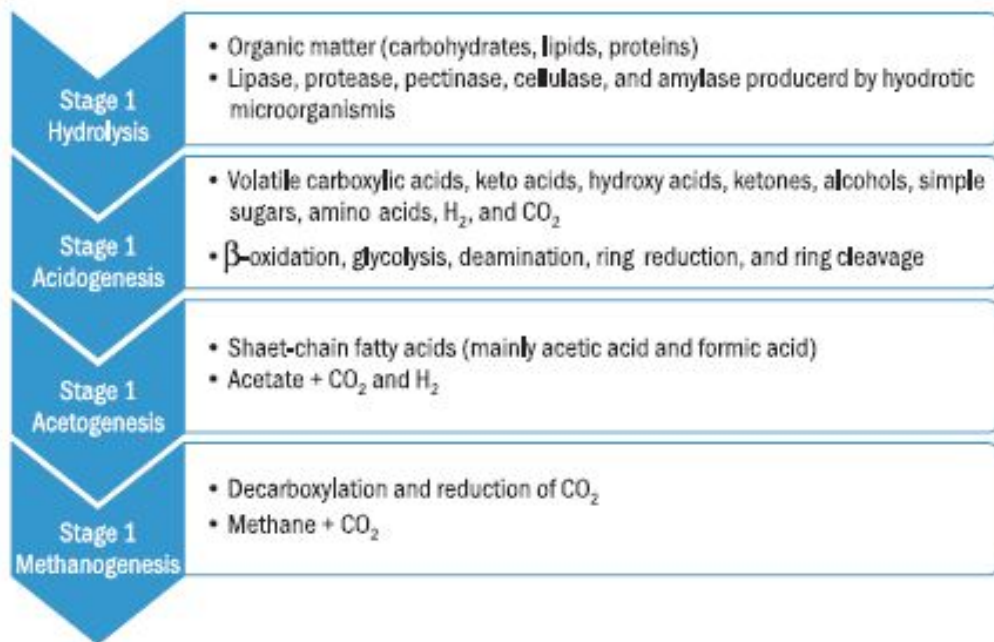 Stage 1
Hydrolysis
• Organic matter (carbohydrates, lipids, proteins)
• Lipase, protease, pectinase, cellulase, and amylase producerd by hyodrotic
microorganismis
Stage 1
Acidogenesis
• Volatile carboxylic acids, keto acids, hydroxy acids, ketones, alcohols, simple
sugars, amino acids, H₂, and CO₂
• β-oxidation, glycolysis, deamination, ring reduction, and ring cleavage
Stage 1
Acetogenesis
• Shaet-chain fatty acids (mainly acetic acid and formic acid)
• Acetate + CO₂ and H₂
Stage 1
Methanogenesis
• Decarboxylation and reduction of CO₂
• Methane + CO₂